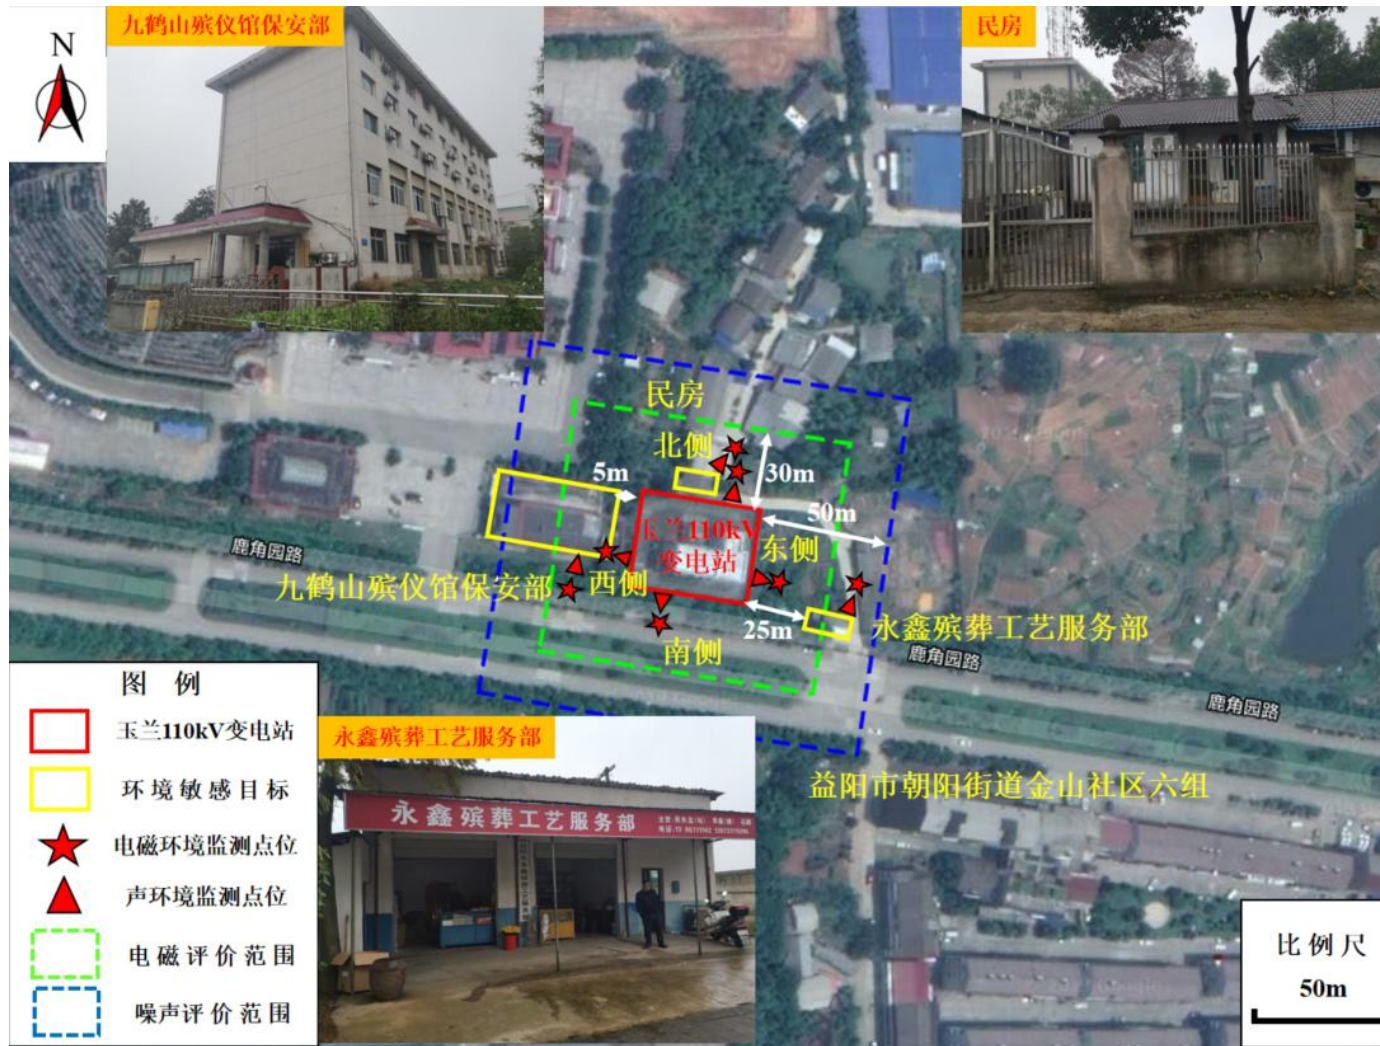 N
九鹤山殡仪馆保安部
民房
民房
北侧
5m
30m
50m
玉兰110kV
变电站
东侧
鹿角园路
九鹤山殡仪馆保安部
西侧
25m
永鑫殡葬工艺服务部
南侧
鹿角园路
鹿角园路
图 例
玉兰110kV变电站
环境敏感目标
电磁环境监测点位
声环境监测点位
电磁评价范围
噪声评价范围
永鑫殡葬工艺服务部
永鑫殡葬工艺服务部
益阳市朝阳街道金山社区六组
比例尺
50m